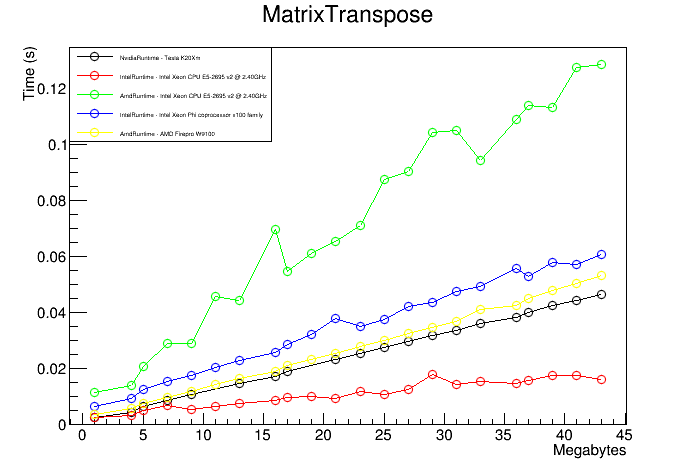 MatrixTranspose
Time (s)
NvidiaRuntime - Tesla K20Xm
IntelRuntime - Intel Xeon CPU E5-2695 v2 @ 2.40GHz
AmdRuntime - Intel Xeon CPU E5-2695 v2 @ 2.40GHz
IntelRuntime - Intel Xeon Phi coprocessor x100 family
AmdRuntime - AMD Firepro W9100
0.12
0.1
0.08
0.06
0.04
0.02
0
0 5 10 15 20 25 30 35 40 45
Megabytes